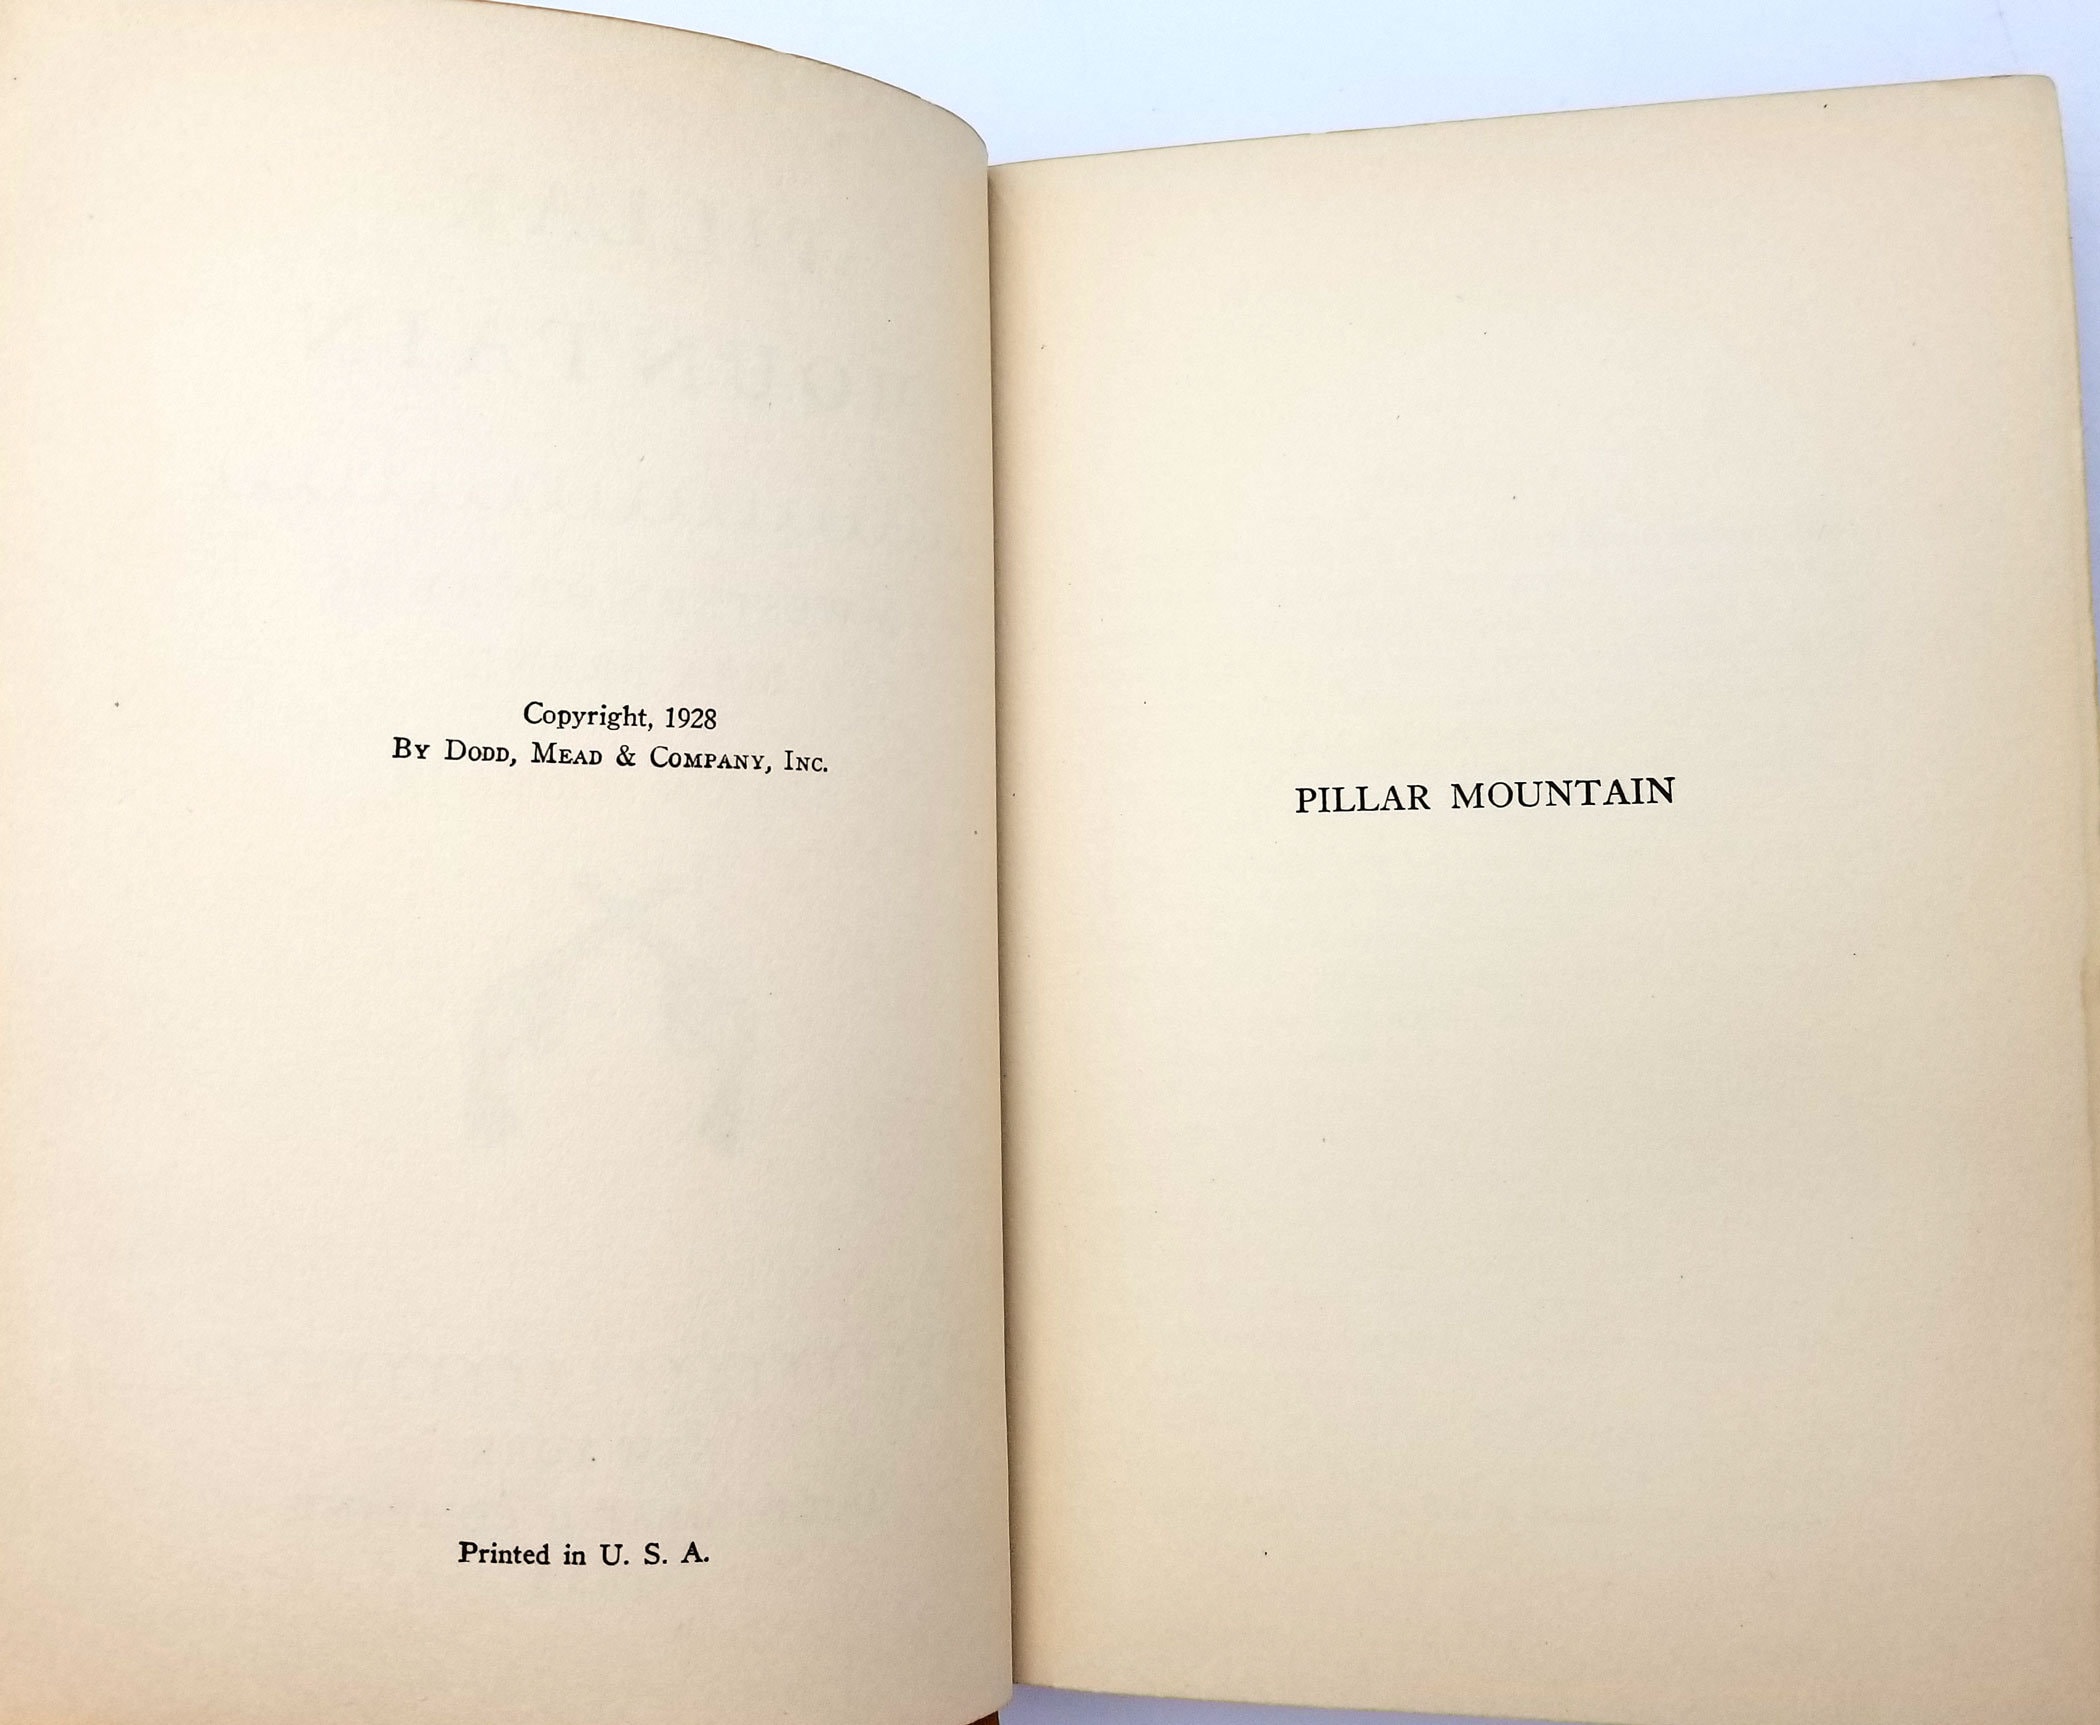 Copyright, 1928
By Dodd, Mead & Company, Inc.
Printed in U. S. A.
PILLAR MOUNTAIN